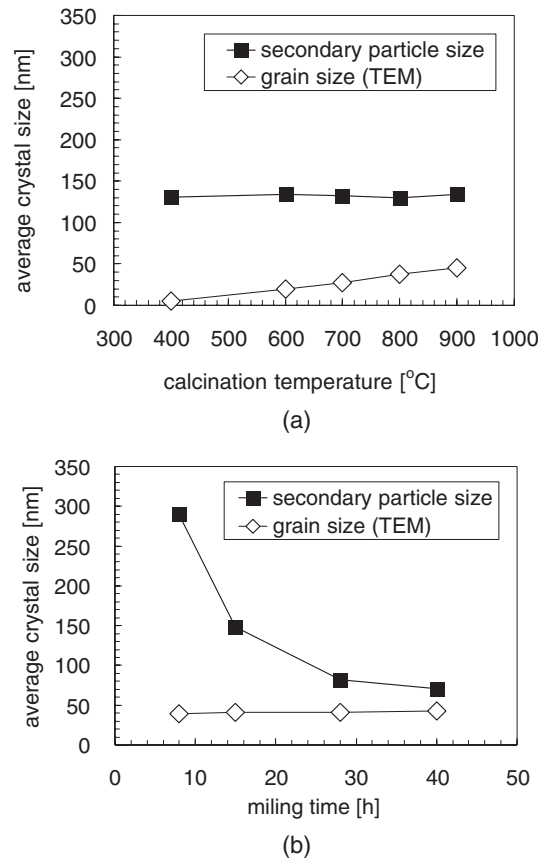 350
300
250
200
150
100
50
0
average crystal size [nm]
secondary particle size
grain size (TEM)
300 400 500 600 700 800 900 1000
calcination temperature [°C]
(a)
350
300
250
200
150
100
50
0
average crystal size [nm]
secondary particle size
grain size (TEM)
0 10 20 30 40 50
miling time [h]
(b)